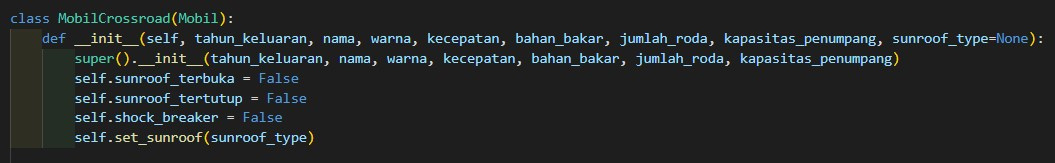 class MobilCrossroad(Mobil):
    def __init__(self, tahun_keluaran, nama, warna, kecepatan, bahan_bakar, jumlah_roda, kapasitas_penumpang, sunroof_type=None):
        super().__init__(tahun_keluaran, nama, warna, kecepatan, bahan_bakar, jumlah_roda, kapasitas_penumpang)
        self.sunroof_terbuka = False
        self.sunroof_tertutup = False
        self.shock_breaker = False
        self.set_sunroof(sunroof_type)